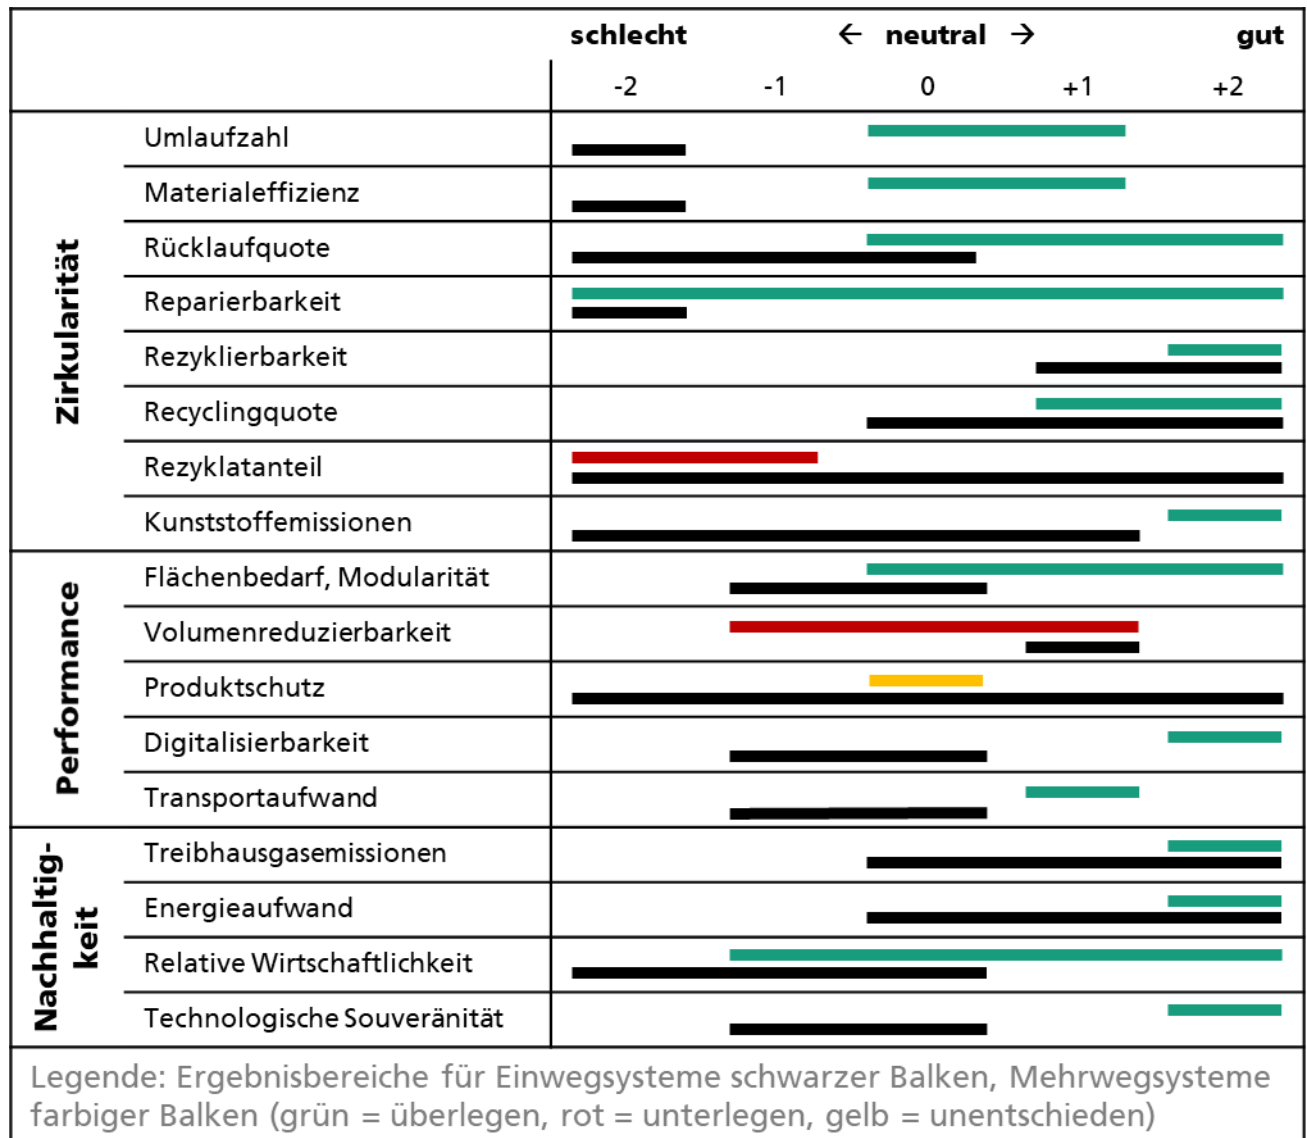 schlecht ← neutral → gut
-2 -1 0 +1 +2
Zirkularität
Umlaufzahl
Materialeffizienz
Rücklaufquote
Reparierbarkeit
Rezyklierbarkeit
Recyclingquote
Rezyklatanteil
Kunststoffemissionen
Performance
Flächenbedarf, Modularität
Volumenreduzierbarkeit
Produktschutz
Digitalisierbarkeit
Transportaufwand
Nachhaltig-
keit
Treibhausgasemissionen
Energieaufwand
Relative Wirtschaftlichkeit
Technologische Souveränität
Legende: Ergebnisbereiche für Einwegsysteme schwarzer Balken, Mehrwegsysteme
farbiger Balken (grün = überlegen, rot = unterlegen, gelb = unentschieden)